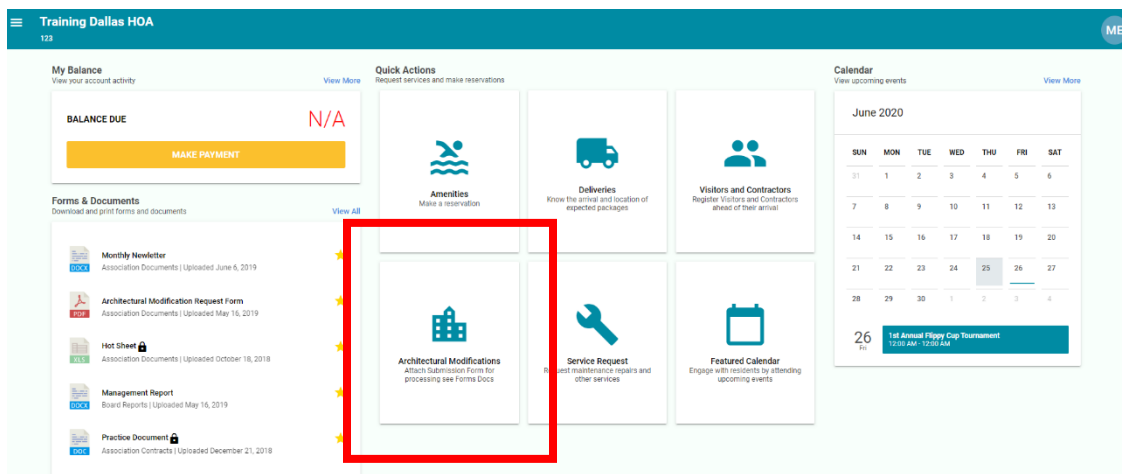 Training Dallas HOA
123
ME
My Balance
View your account activity
View More
BALANCE DUE
N/A
MAKE PAYMENT
Forms & Documents
Download and print forms and documents
View All
DOCX
Monthly Newletter
Association Documents | Uploaded June 6, 2019
PDF
Architectural Modification Request Form
Association Documents | Uploaded May 16, 2019
XLS
Hot Sheet
Association Documents | Uploaded October 18, 2018
DOCX
Management Report
Board Reports | Uploaded May 16, 2019
DOC
Practice Document
Association Contracts | Uploaded December 21, 2018
Quick Actions
Request services and make reservations
Amenities
Make a reservation
Deliveries
Know the arrival and location of
expected packages
Visitors and Contractors
Register Visitors and Contractors
ahead of their arrival
Architectural Modifications
Attach Submission Form for
processing see Forms Docs
Service Request
Request maintenance repairs and
other services
Featured Calendar
Engage with residents by attending
upcoming events
Calendar
View upcoming events
View More
June 2020
SUN MON TUE WED THU FRI SAT
31 1 2 3 4 5 6
7 8 9 10 11 12 13
14 15 16 17 18 19 20
21 22 23 24 25 26 27
28 29 30 1 2 3 4
26
Fri
1st Annual Flippy Cup Tournament
12:00 AM - 12:00 AM